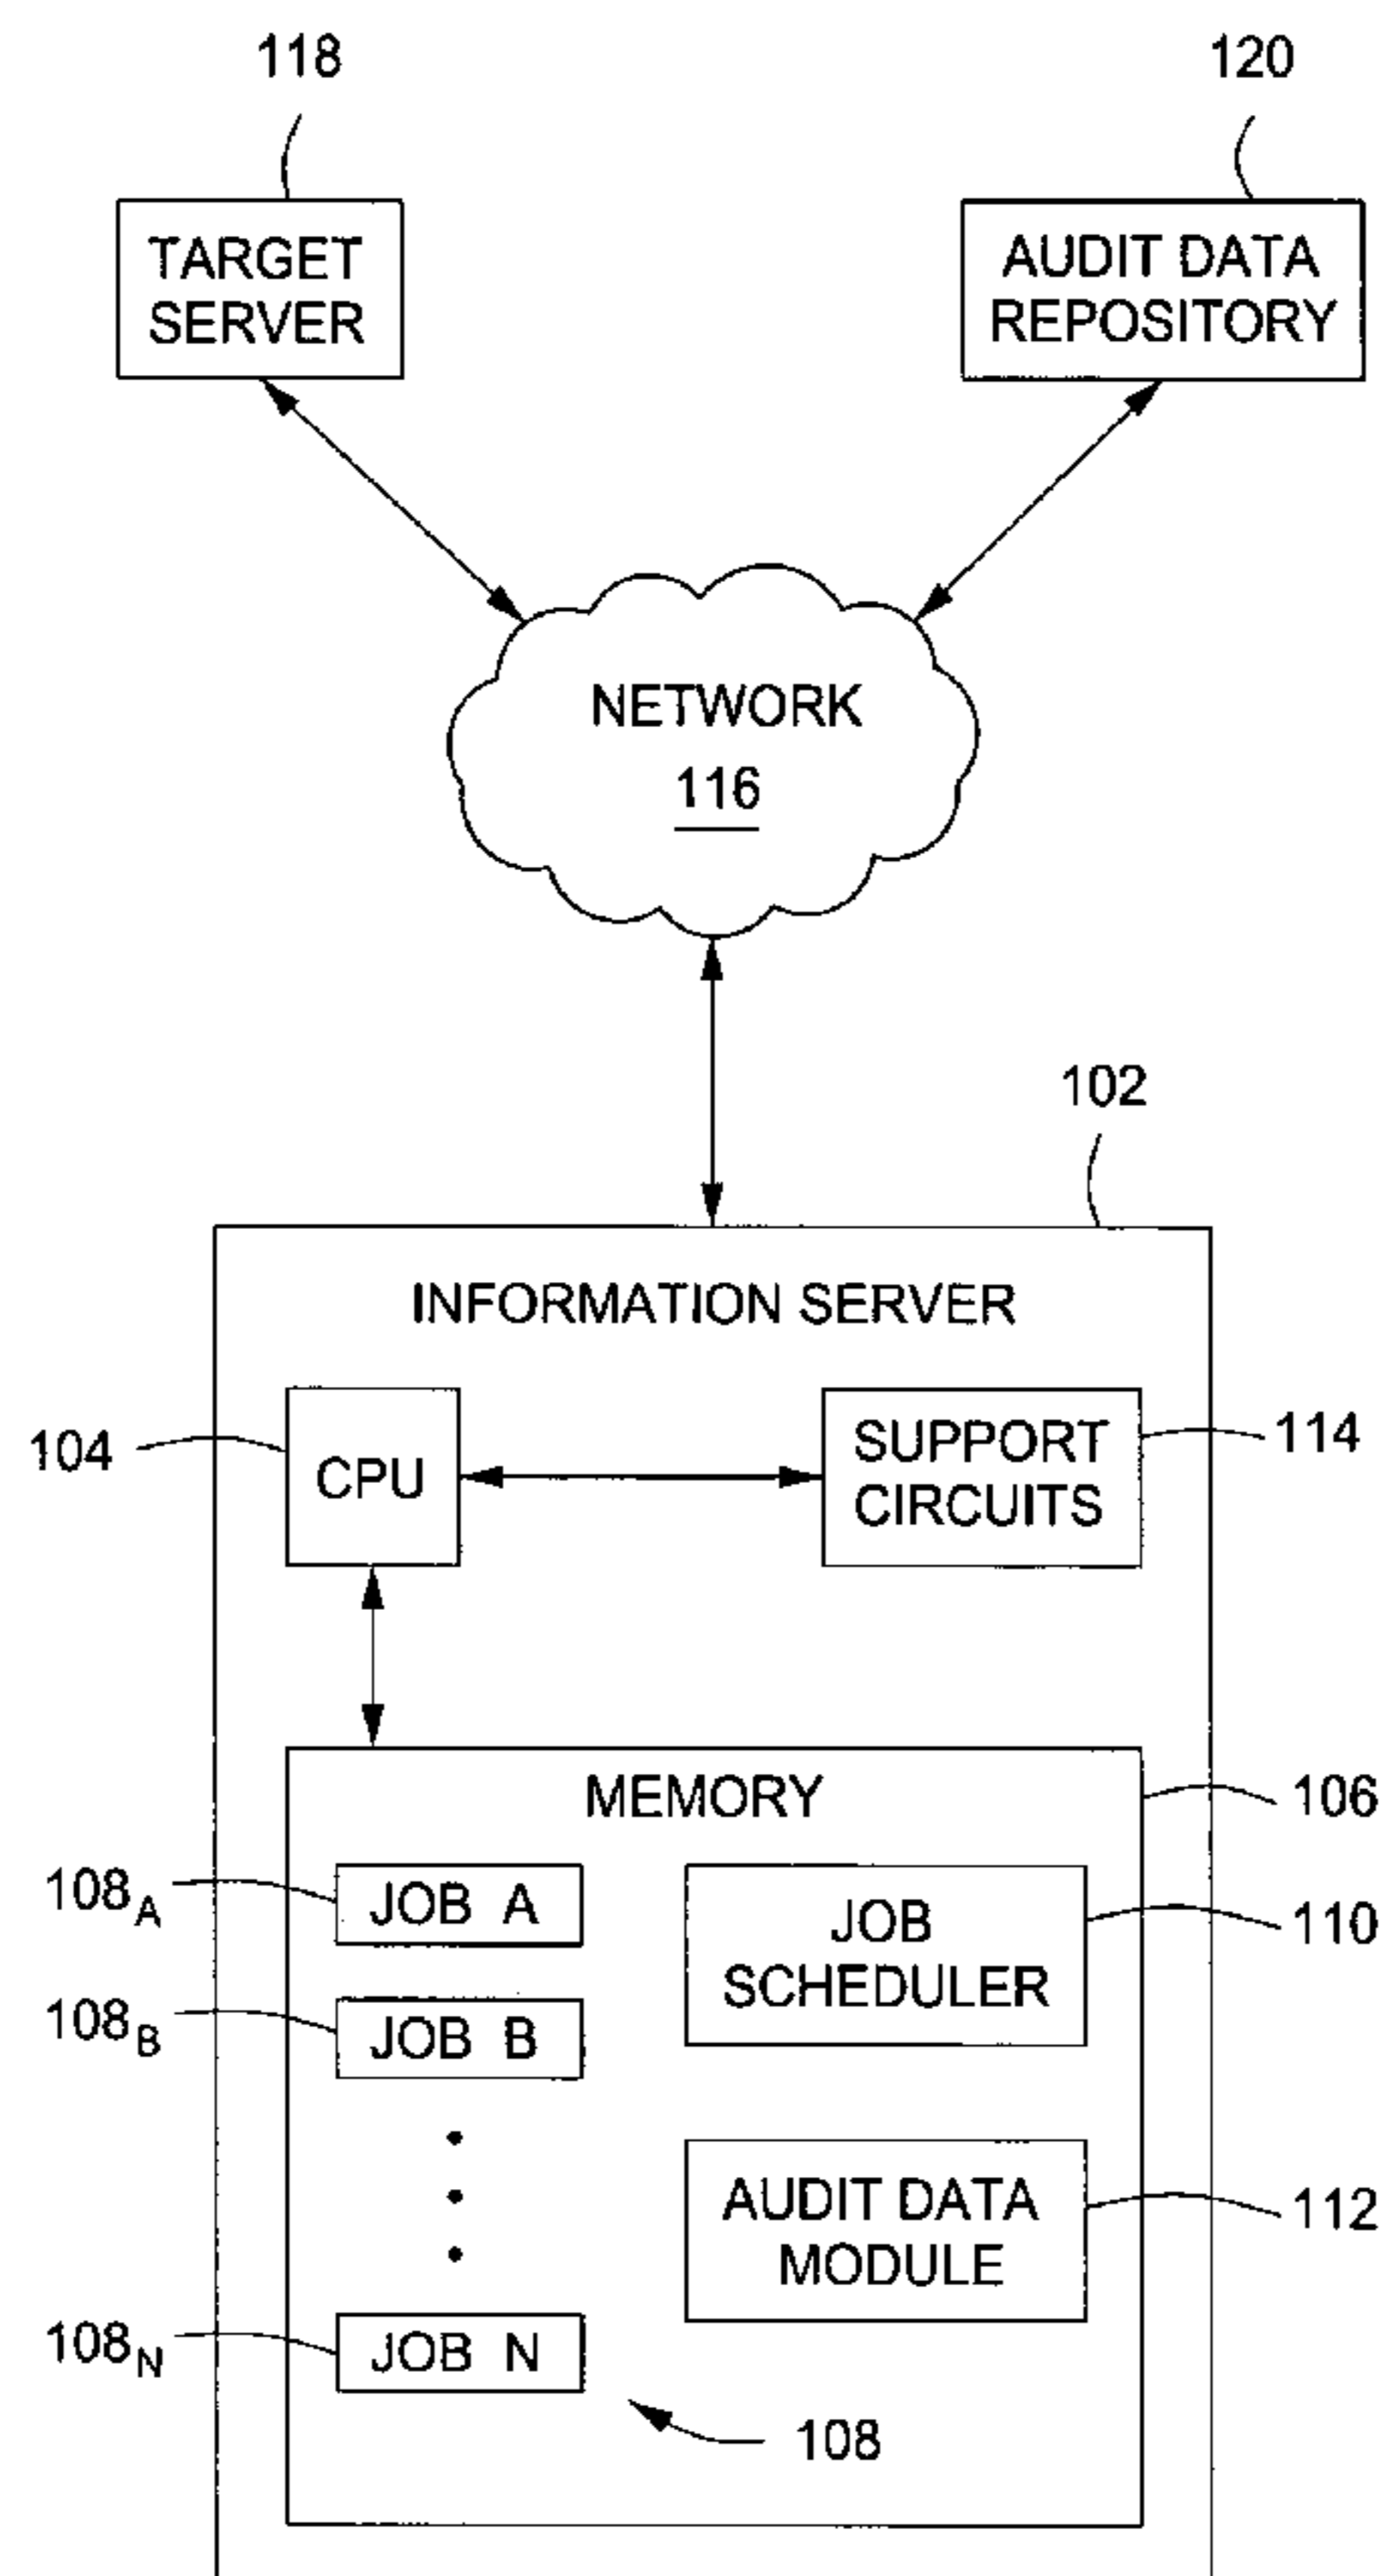 118
120
TARGET
SERVER
AUDIT DATA
REPOSITORY
NETWORK
116
102
INFORMATION SERVER
104
CPU
SUPPORT
CIRCUITS
114
MEMORY
106
108A
JOB A
JOB
SCHEDULER
110
108B
JOB B
AUDIT DATA
MODULE
112
108N
JOB N
108